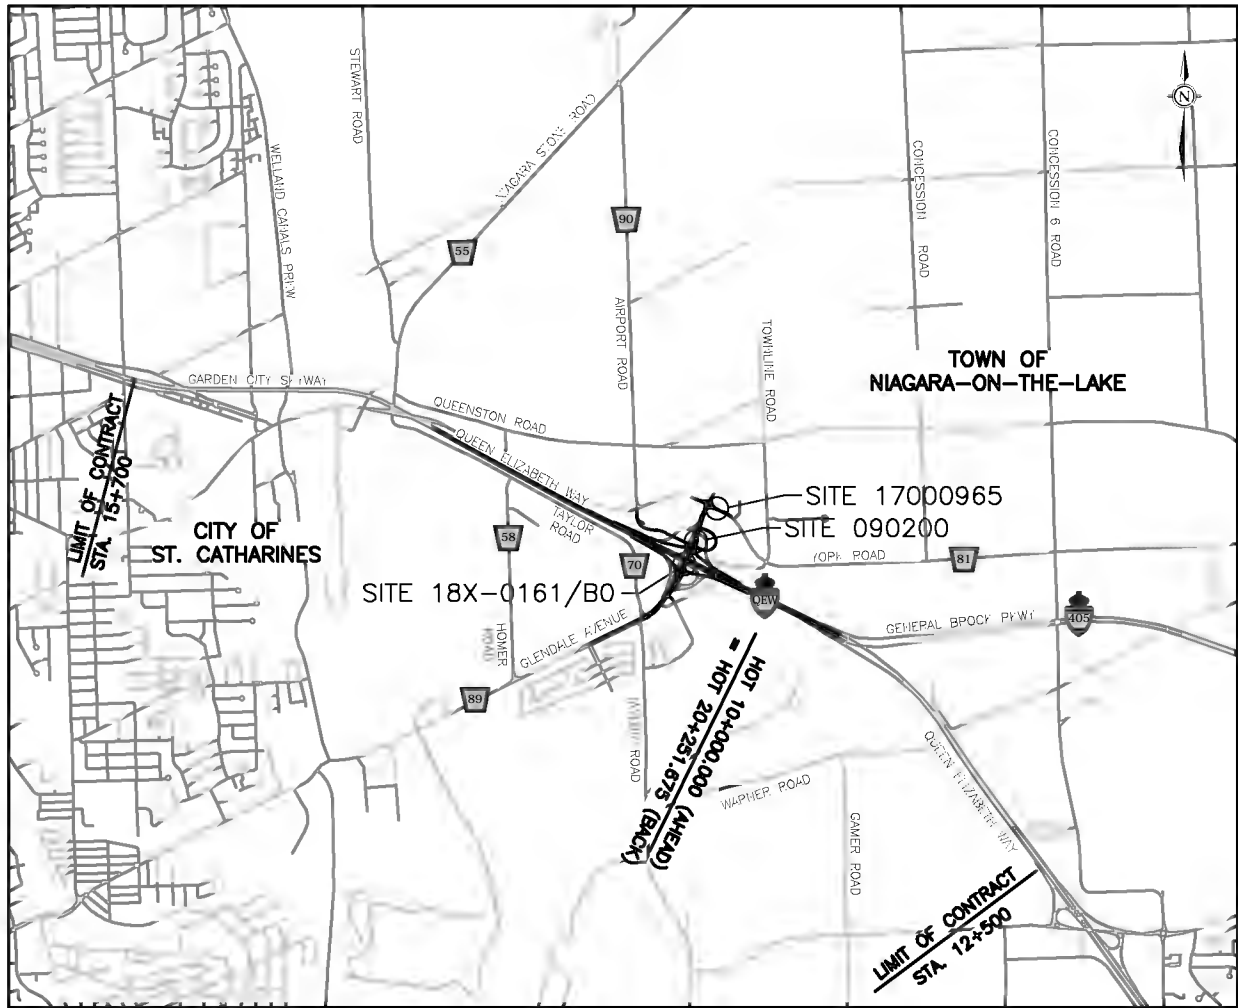 STEWART ROAD
NIAGARA STONE ROAD
N
WELLAND CANALS PKWY
CONCESSION ROAD
CONCESSION 6 ROAD
90
55
AIRPORT ROAD
TOWNLINE ROAD
TOWN OF
NIAGARA-ON-THE-LAKE
GARDEN CITY SKYWAY
QUEENSTON ROAD
QUEEN ELIZABETH WAY
TAYLOR
ROAD
LIMIT OF CONTRACT
STA. 15+700
CITY OF
ST. CATHARINES
SITE 17000965
SITE 090200
58
70
YORK ROAD
81
SITE 18X-0161/B0
QEW
405
GENERAL BROCK PKWY
HOMER
ROAD
GLENDALE AVENUE
89
HOT 10+000.000 (AHEAD)
= HOT 20+251.675 (BACK)
ROAD
WARNER ROAD
GARNER ROAD
QUEEN ELIZABETH WAY
LIMIT OF CONTRACT
STA. 12+500